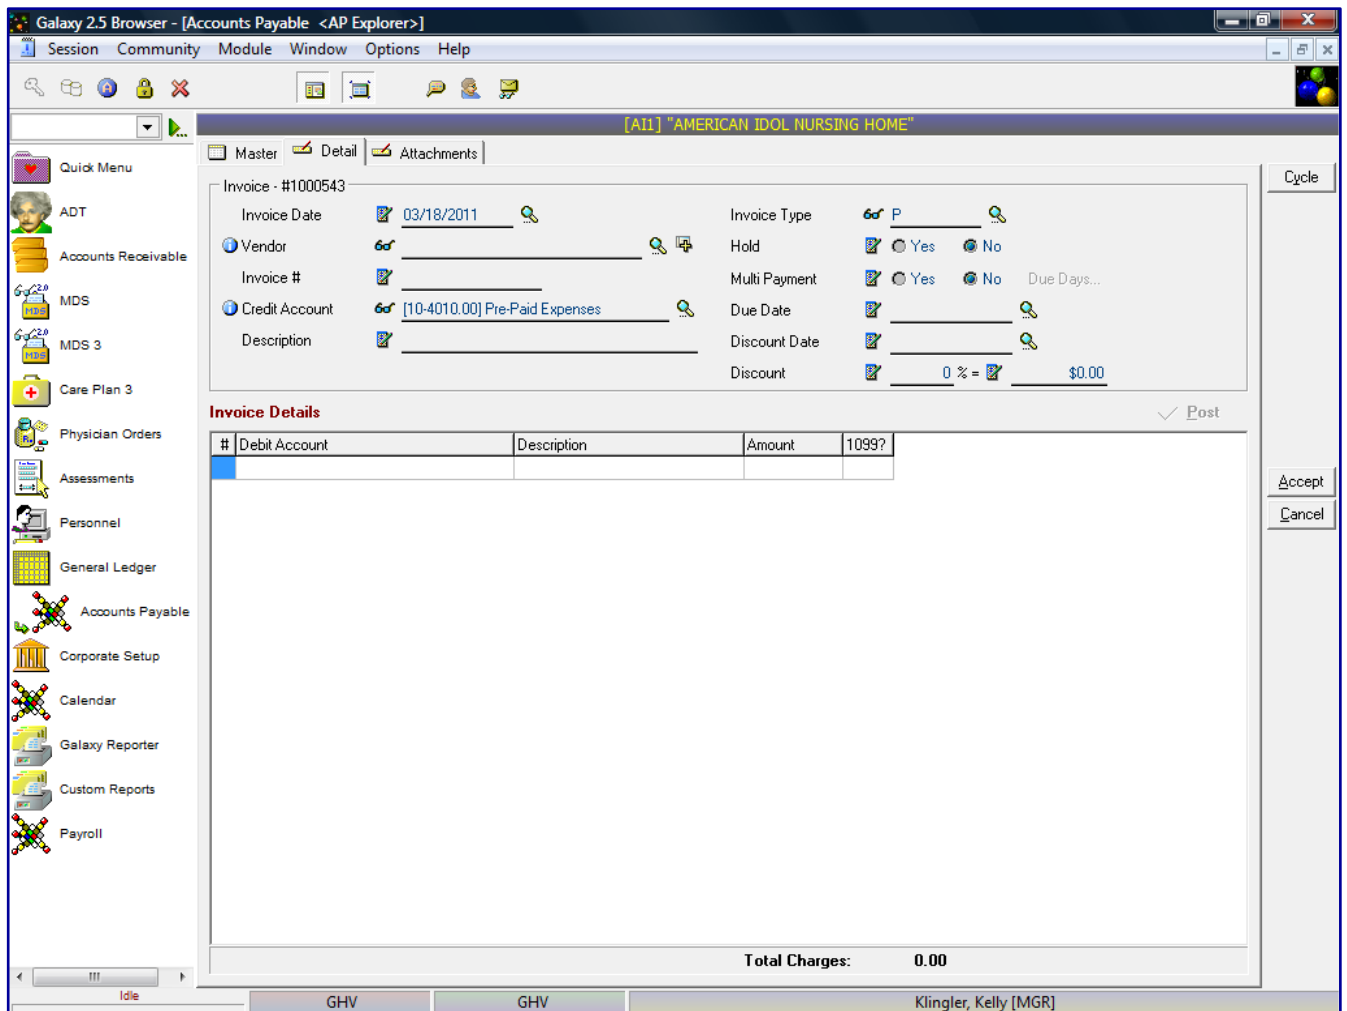 Galaxy 2.5 Browser - [Accounts Payable <AP Explorer>]
Session Community Module Window Options Help
[AI1] "AMERICAN IDOL NURSING HOME"
Master Detail Attachments
Quick Menu
ADT
Accounts Receivable
MDS
MDS 3
Care Plan 3
Physician Orders
Assessments
Personnel
General Ledger
Accounts Payable
Corporate Setup
Calendar
Galaxy Reporter
Custom Reports
Payroll
Invoice - #1000543
Invoice Date 03/18/2011
Vendor
Invoice #
Credit Account [10-4010.00] Pre-Paid Expenses
Description
Invoice Type P
Hold Yes No
Multi Payment Yes No Due Days...
Due Date
Discount Date
Discount 0 % = $0.00
Invoice Details
Post
# Debit Account Description Amount 1099?
Total Charges: 0.00
Cycle
Accept
Cancel
Idle GHV GHV Klingler, Kelly [MGR]